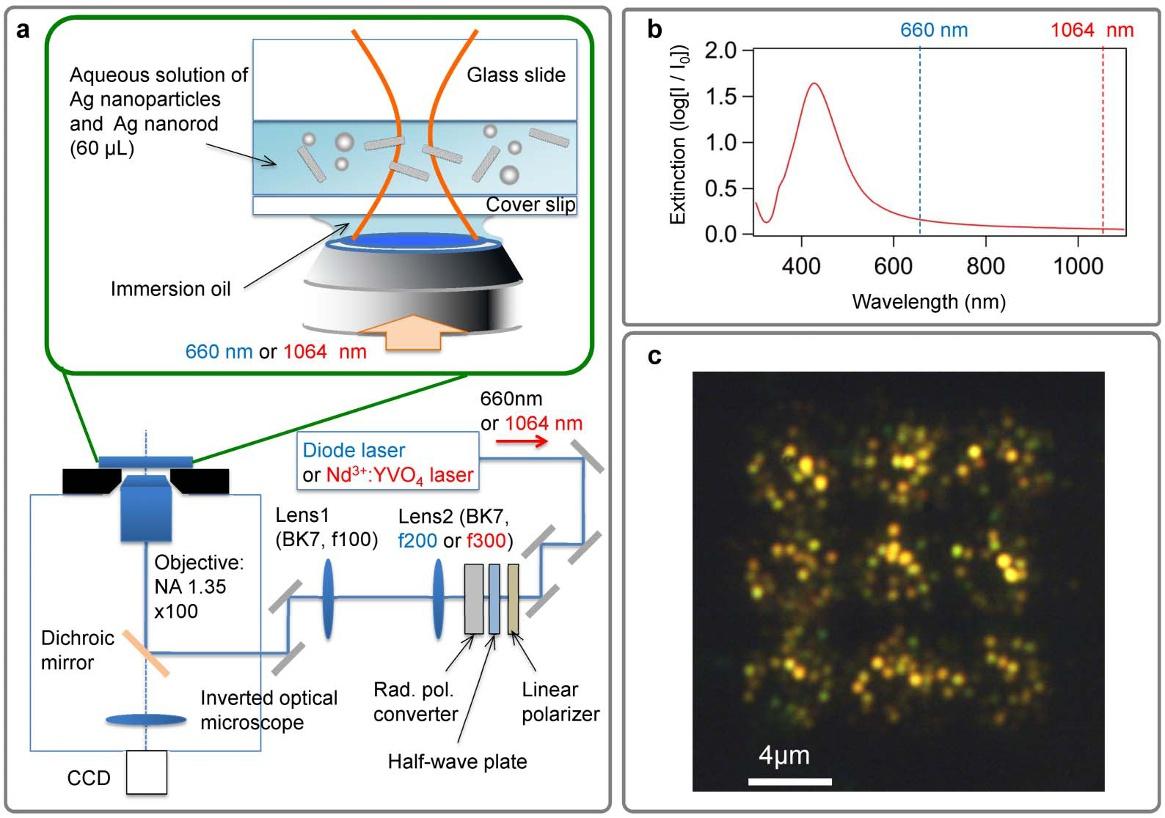 a
Aqueous solution of
Ag nanoparticles
and Ag nanorod
(60 µL)
Glass slide
Cover slip
Immersion oil
660 nm or 1064 nm
660nm
or 1064 nm
Diode laser
or Nd³⁺:YVO₄ laser
Lens1
(BK7, f100)
Lens2 (BK7,
f200 or f300)
Objective:
NA 1.35
x100
Dichroic
mirror
Inverted optical
microscope
Rad. pol.
converter
Linear
polarizer
Half-wave plate
CCD
b
660 nm
1064 nm
2.0
1.5
1.0
0.5
0.0
Extinction (log[I / I₀])
400
600
800
1000
Wavelength (nm)
c
4µm